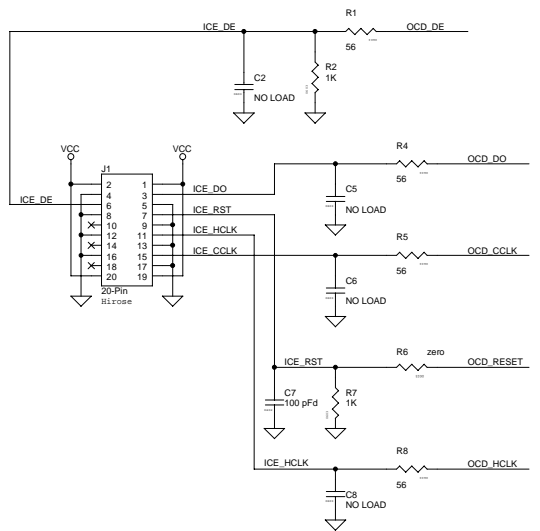 R1
ICE_DE
OCD_DE
56
R2
1K
C2
NO LOAD
VCC
VCC
J1
R4
OCD_DO
56
2 1
ICE_DO
4 3
ICE_DE
6 5
ICE_RST
8 7
10 9
ICE_HCLK
12 11
14 13
ICE_CCLK
16 15
18 17
20 19
20-Pin
Hirose
C5
NO LOAD
R5
OCD_CCLK
56
C6
NO LOAD
ICE_RST
R6
zero
OCD_RESET
C7
100 pFd
R7
1K
ICE_HCLK
R8
OCD_HCLK
56
C8
NO LOAD